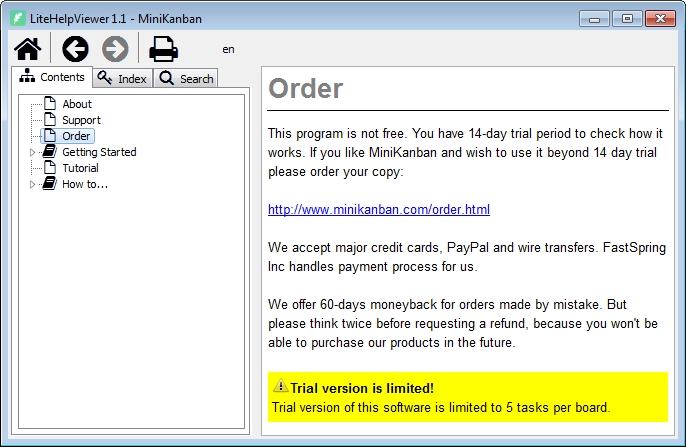 LiteHelpViewer 1.1 - MiniKanban
en
Contents
Index
Search
About
Support
Order
Getting Started
Tutorial
How to...
Order
This program is not free. You have 14-day trial period to check how it
works. If you like MiniKanban and wish to use it beyond 14 day trial
please order your copy:
http://www.minikanban.com/order.html
We accept major credit cards, PayPal and wire transfers. FastSpring
Inc handles payment process for us.
We offer 60-days moneyback for orders made by mistake. But
please think twice before requesting a refund, because you won't be
able to purchase our products in the future.
Trial version is limited!
Trial version of this software is limited to 5 tasks per board.